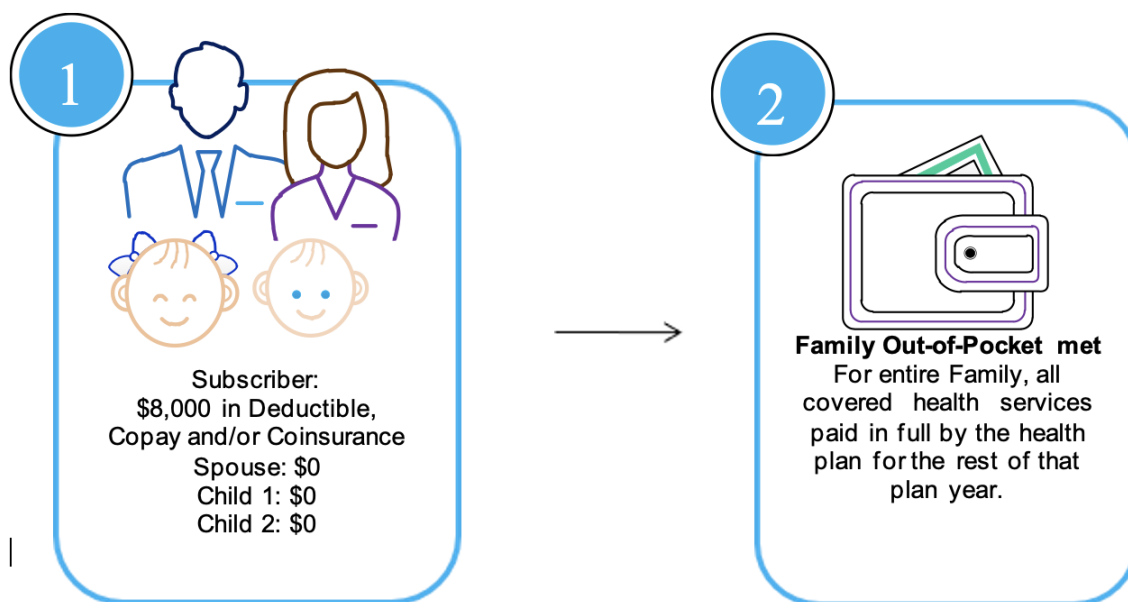 1
Subscriber:
$8,000 in Deductible,
Copay and/or Coinsurance
Spouse: $0
Child 1: $0
Child 2: $0
2
Family Out-of-Pocket met
For entire Family, all
covered health services
paid in full by the health
plan for the rest of that
plan year.